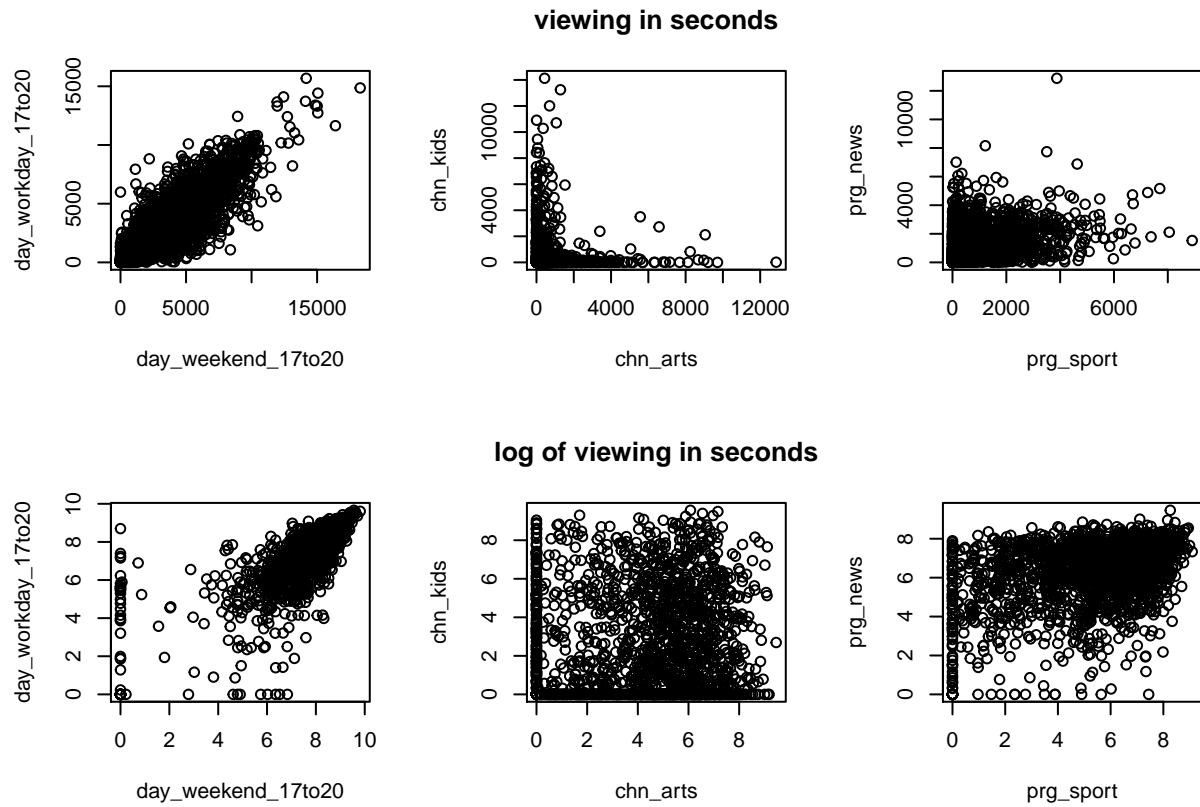 viewing in seconds
day_workday_17to20
0 5000 15000
0 5000 15000
day_weekend_17to20
chn_kids
0 4000 10000
0 4000 8000 12000
chn_arts
prg_news
0 4000 10000
0 2000 6000
prg_sport
log of viewing in seconds
day_workday_17to20
0 2 4 6 8 10
0 2 4 6 8 10
day_weekend_17to20
chn_kids
0 2 4 6 8
0 2 4 6 8
chn_arts
prg_news
0 2 4 6 8
0 2 4 6 8
prg_sport